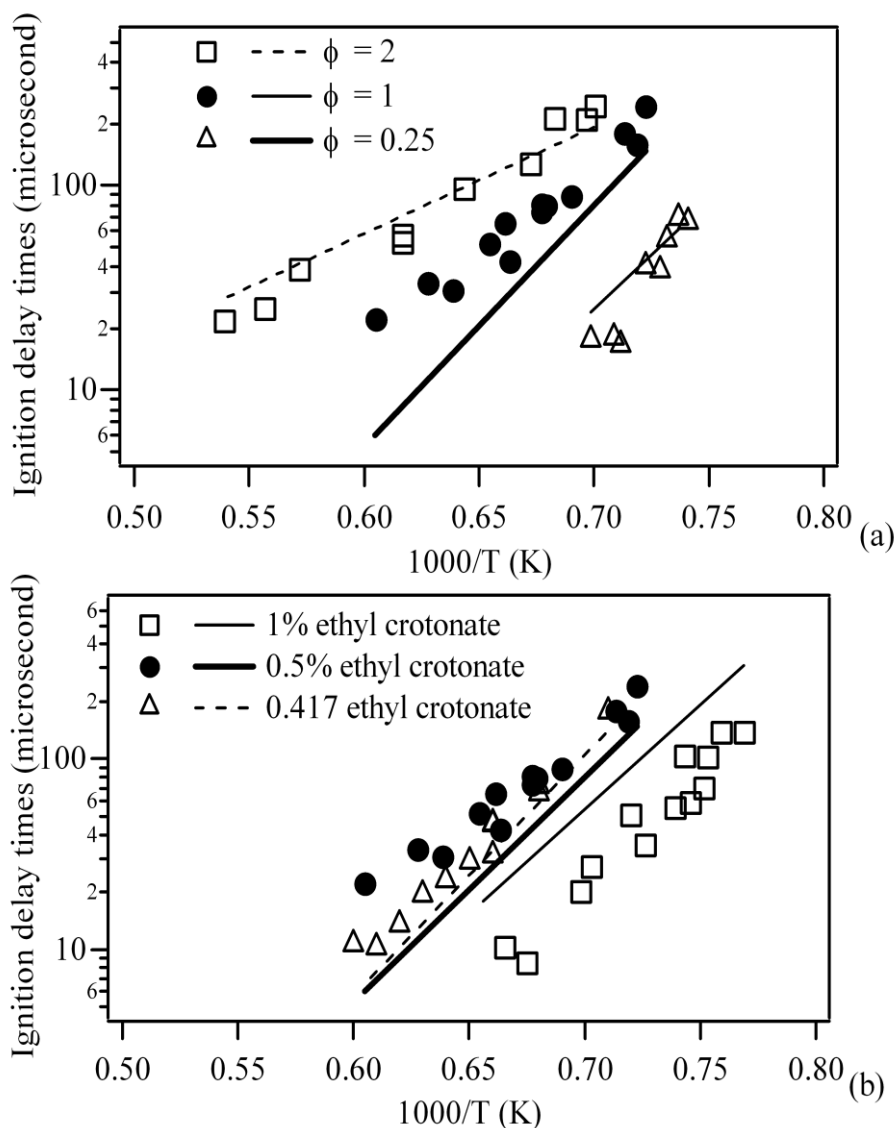 Ignition delay times (microsecond)
4
2
100
6
4
2
10
6
ϕ = 2
ϕ = 1
ϕ = 0.25
0.50 0.55 0.60 0.65 0.70 0.75 0.80
1000/T (K)
(a)
Ignition delay times (microsecond)
6
4
2
100
6
4
2
10
6
1% ethyl crotonate
0.5% ethyl crotonate
0.417 ethyl crotonate
0.50 0.55 0.60 0.65 0.70 0.75 0.80
1000/T (K)
(b)